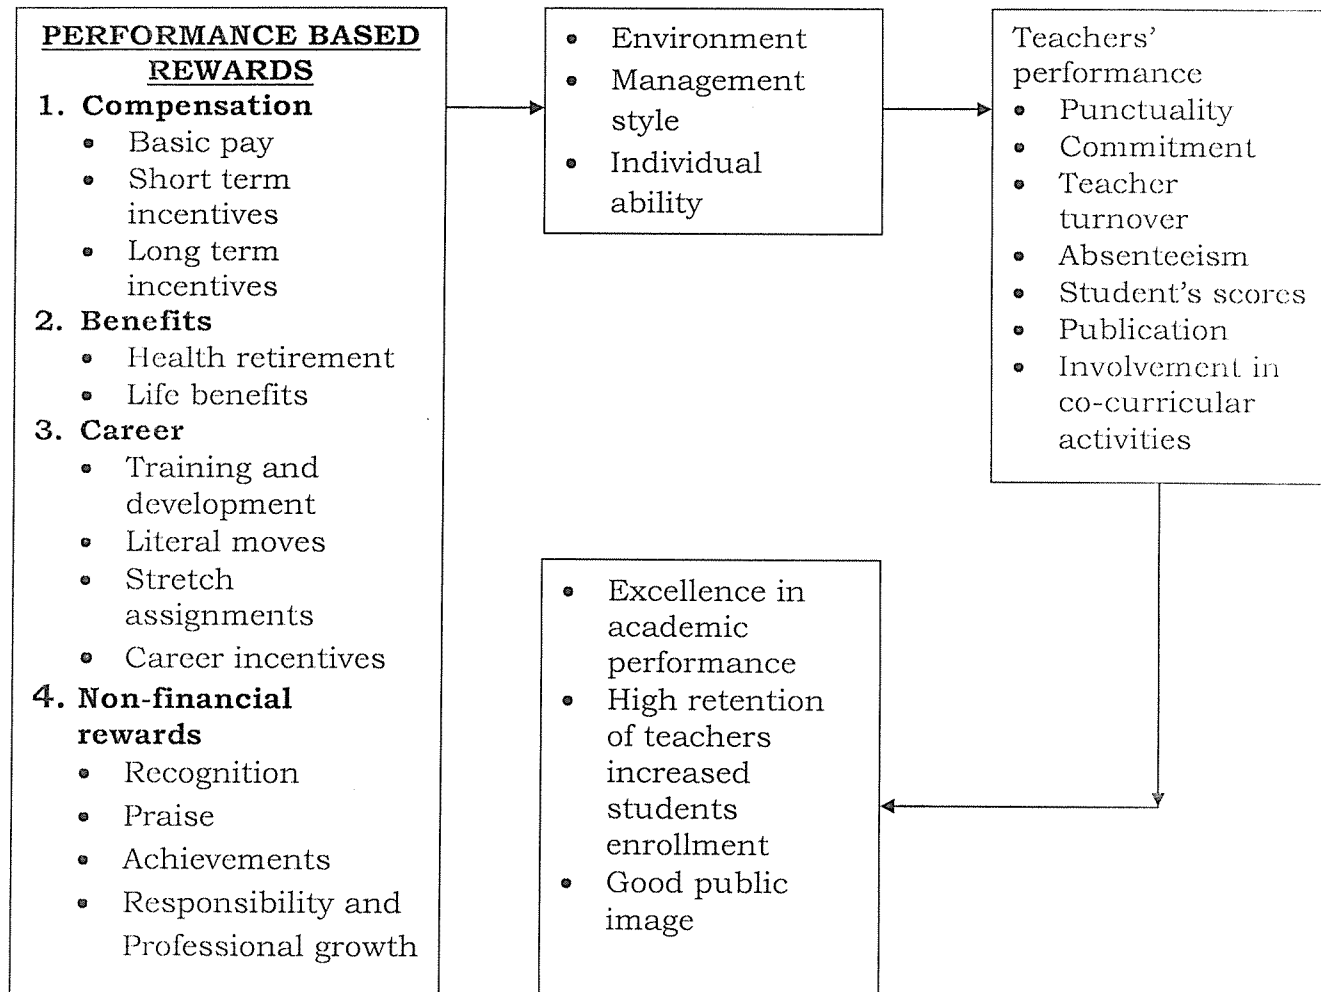 PERFORMANCE BASED
REWARDS
1. Compensation
• Basic pay
• Short term
incentives
• Long term
incentives
2. Benefits
• Health retirement
• Life benefits
3. Career
• Training and
development
• Literal moves
• Stretch
assignments
• Career incentives
4. Non-financial
rewards
• Recognition
• Praise
• Achievements
• Responsibility and
Professional growth
• Environment
• Management
style
• Individual
ability
Teachers'
performance
• Punctuality
• Commitment
• Teacher
turnover
• Absenteeism
• Student's scores
• Publication
• Involvement in
co-curricular
activities
• Excellence in
academic
performance
• High retention
of teachers
increased
students
enrollment
• Good public
image